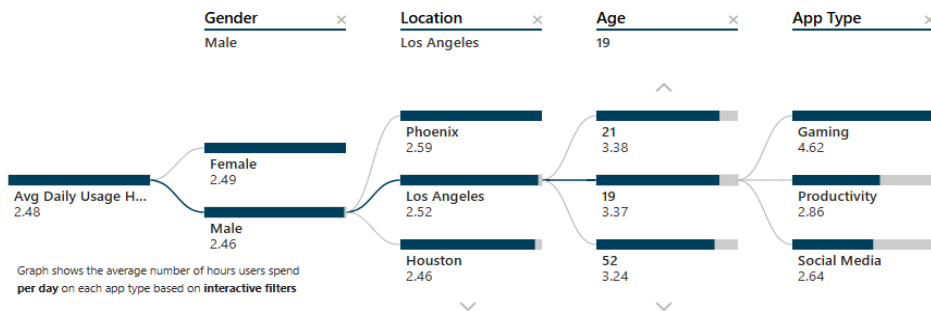 Gender ×
Location ×
Age ×
App Type ×
Male
Los Angeles
19
Avg Daily Usage H...
2.48
Female
2.49
Male
2.46
Phoenix
2.59
Los Angeles
2.52
Houston
2.46
21
3.38
19
3.37
52
3.24
Gaming
4.62
Productivity
2.86
Social Media
2.64
Graph shows the average number of hours users spend
per day on each app type based on interactive filters